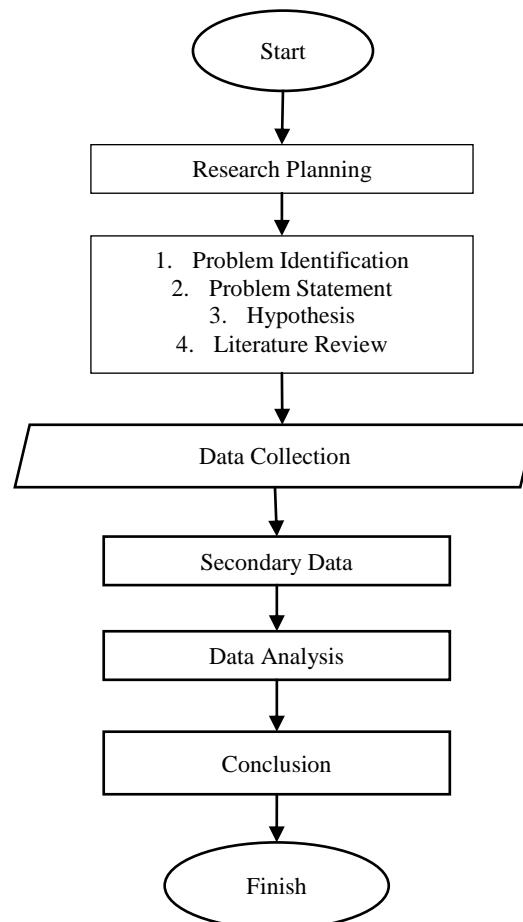 Start
Research Planning
1. Problem Identification
2. Problem Statement
3. Hypothesis
4. Literature Review
Data Collection
Secondary Data
Data Analysis
Conclusion
Finish